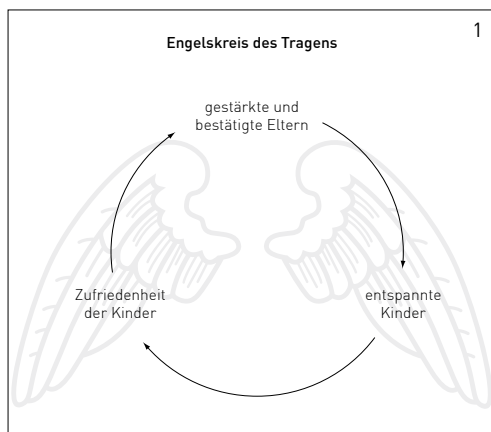 1
Engelskreis des Tragens
gestärkte und
bestätigte Eltern
Zufriedenheit
der Kinder
entspannte
Kinder